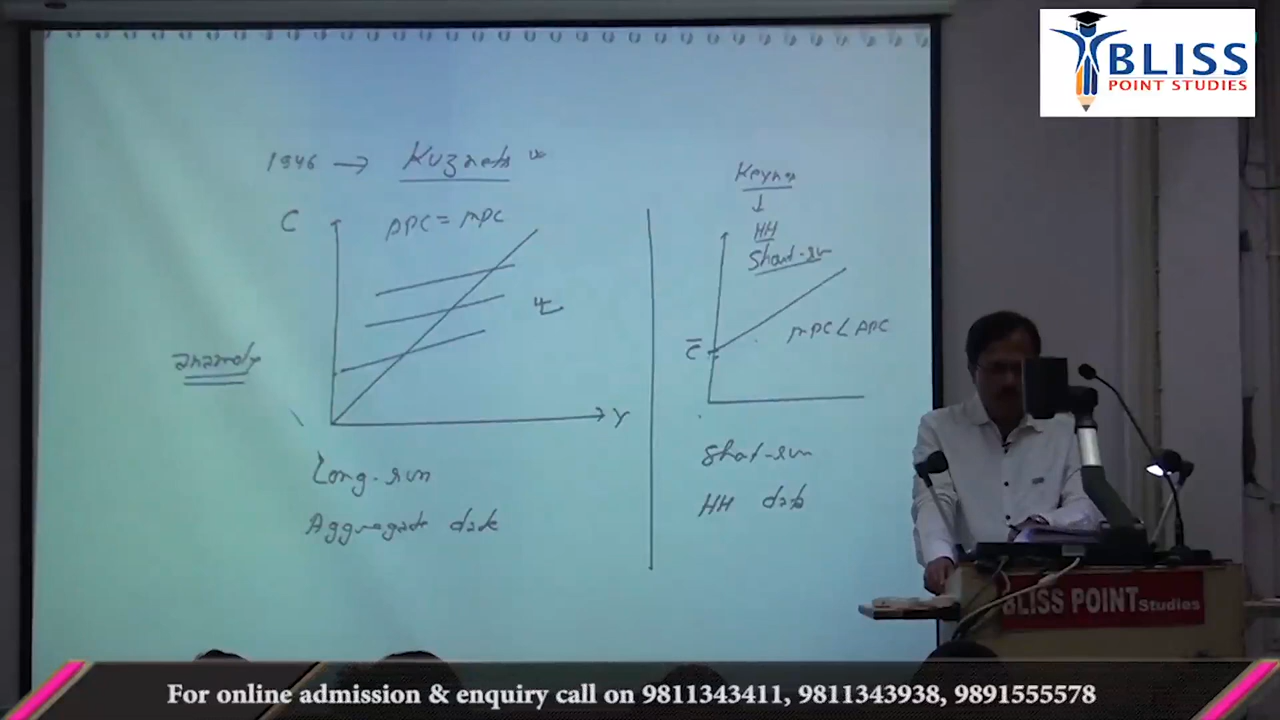 BLISS
POINT STUDIES
1946 → Kuznets
C
APC = MPC
Y
anamoly
Long-run
Aggregate data
Keynes
↓
HH
Short-run
C̅
MPC < APC
Short-run
HH data
BLISS POINT Studies
For online admission & enquiry call on 9811343411, 9811343938, 9891555578